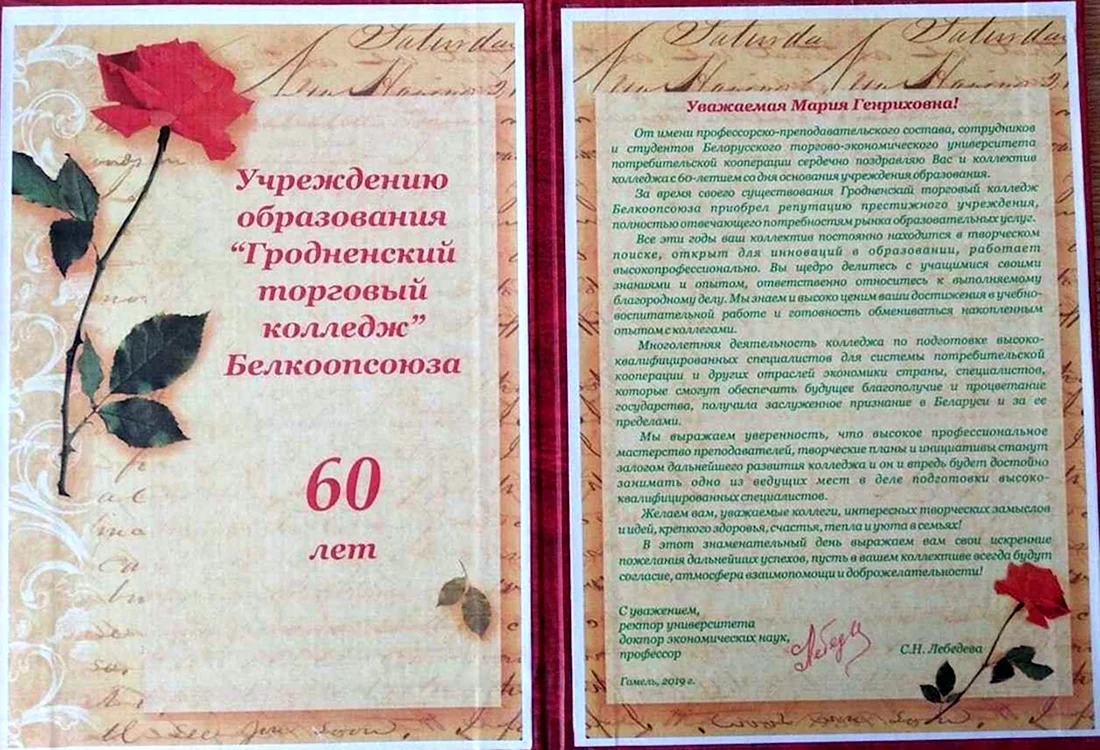 Учреждению
образования
“Гродненский
торговый
колледж”
Белкоопсоюза
60
лет
Saturday
Saturda
Saturday
Уважаемая Мария Генриховна!
От имени профессорско-преподавательского состава, сотрудников
и студентов Белорусского торгово-экономического университета
потребительской кооперации сердечно поздравляю Вас и коллектив
колледжа с 60-летием со дня основания учреждения образования.
За время своего существования Гродненский торговый колледж
Белкоопсоюза приобрел репутацию престижного учреждения,
полностью отвечающего потребностям рынка образовательных услуг.
Все эти годы ваш коллектив постоянно находится в творческом
поиске, открыт для инноваций в образовании, работает
высокопрофессионально. Вы щедро делитесь с учащимися своими
знаниями и опытом, ответственно относитесь к выполняемому
благородному делу. Мы знаем и высоко ценим ваши достижения в учебно-
воспитательной работе и готовность обмениваться накопленным
опытом с коллегами.
Многолетняя деятельность колледжа по подготовке высоко-
квалифицированных специалистов для системы потребительской
кооперации и других отраслей экономики страны, специалистов,
которые смогут обеспечить будущее благополучие и процветание
государства, получила заслуженное признание в Беларуси и за ее
пределами.
Мы выражаем уверенность, что высокое профессиональное
мастерство преподавателей, творческие планы и инициативы станут
залогом дальнейшего развития колледжа и он и впредь будет достойно
занимать одно из ведущих мест в деле подготовки высоко-
квалифицированных специалистов.
Желаем вам, уважаемые коллеги, интересных творческих замыслов
и идей, крепкого здоровья, счастья, тепла и уюта в семьях!
В этот знаменательный день выражаем вам свои искренние
пожелания дальнейших успехов, пусть в вашем коллективе всегда будут
согласие, атмосфера взаимопомощи и доброжелательности!
С уважением,
ректор университета
доктор экономических наук,
профессор
С.Н. Лебедева
Гомель, 2019 г.